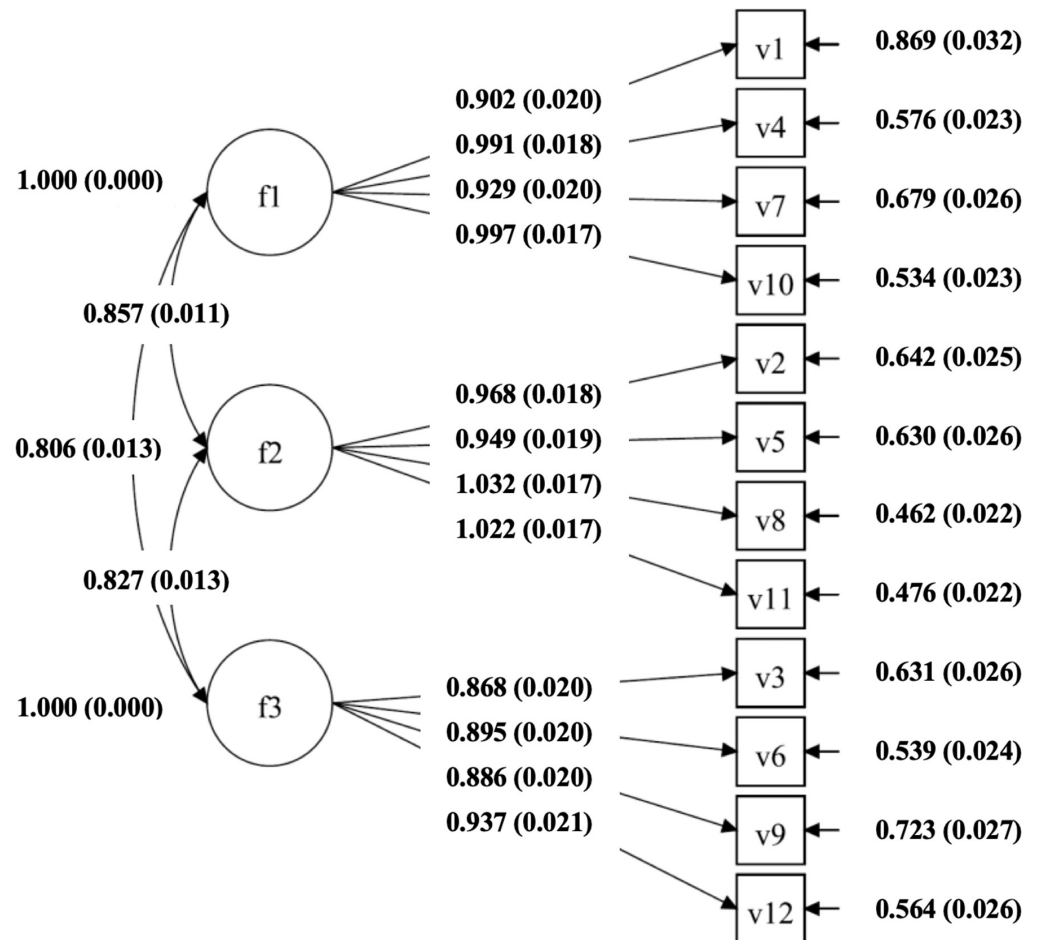 v1
0.869 (0.032)
0.902 (0.020)
v4
0.576 (0.023)
0.991 (0.018)
1.000 (0.000)
f1
0.929 (0.020)
v7
0.679 (0.026)
0.997 (0.017)
v10
0.534 (0.023)
0.857 (0.011)
v2
0.642 (0.025)
0.968 (0.018)
0.806 (0.013)
f2
0.949 (0.019)
v5
0.630 (0.026)
1.032 (0.017)
v8
0.462 (0.022)
1.022 (0.017)
0.827 (0.013)
v11
0.476 (0.022)
0.868 (0.020)
v3
0.631 (0.026)
1.000 (0.000)
f3
0.895 (0.020)
v6
0.539 (0.024)
0.886 (0.020)
0.937 (0.021)
v9
0.723 (0.027)
v12
0.564 (0.026)